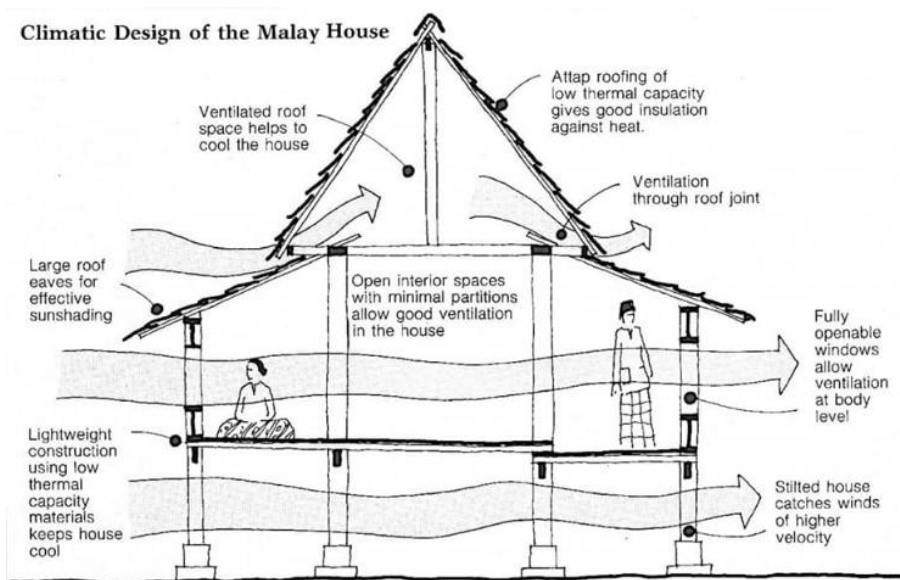 Climatic Design of the Malay House
Attap roofing of
low thermal capacity
gives good insulation
against heat.
Ventilated roof
space helps to
cool the house
Ventilation
through roof joint
Large roof
eaves for
effective
sunshading
Open interior spaces
with minimal partitions
allow good ventilation
in the house
Fully
openable
windows
allow
ventilation
at body
level
Lightweight
construction
using low
thermal
capacity
materials
keeps house
cool
Stilted house
catches winds
of higher
velocity